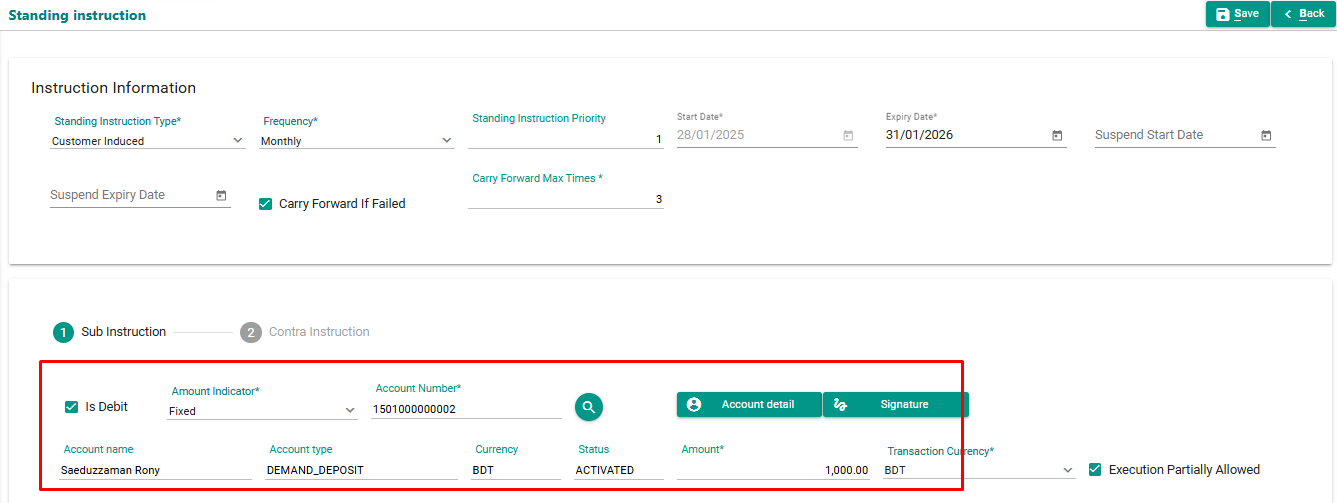 Standing instruction
Save
Back
Instruction Information
Standing Instruction Type*
Customer Induced
Frequency*
Monthly
Standing Instruction Priority
1
Start Date*
28/01/2025
Expiry Date*
31/01/2026
Suspend Start Date
Suspend Expiry Date
Carry Forward If Failed
Carry Forward Max Times *
3
1 Sub Instruction
2 Contra Instruction
Is Debit
Amount Indicator*
Fixed
Account Number*
1501000000002
Account detail
Signature
Account name
Saeduzzaman Rony
Account type
DEMAND_DEPOSIT
Currency
BDT
Status
ACTIVATED
Amount*
1,000.00
Transaction Currency*
BDT
Execution Partially Allowed